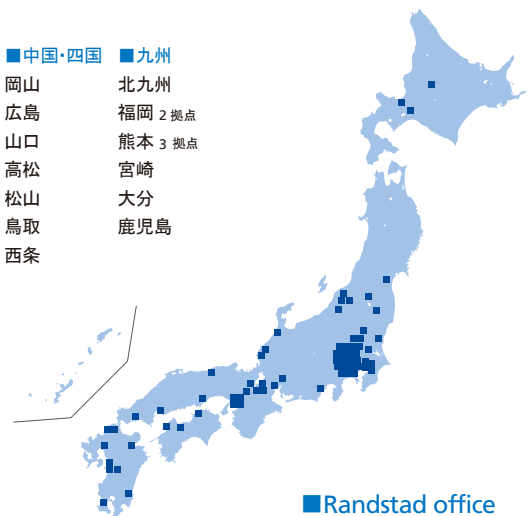 ■中国・四国
岡山
広島
山口
高松
松山
鳥取
西条
■九州
北九州
福岡 2 拠点
熊本 3 拠点
宮崎
大分
鹿児島
■Randstad office